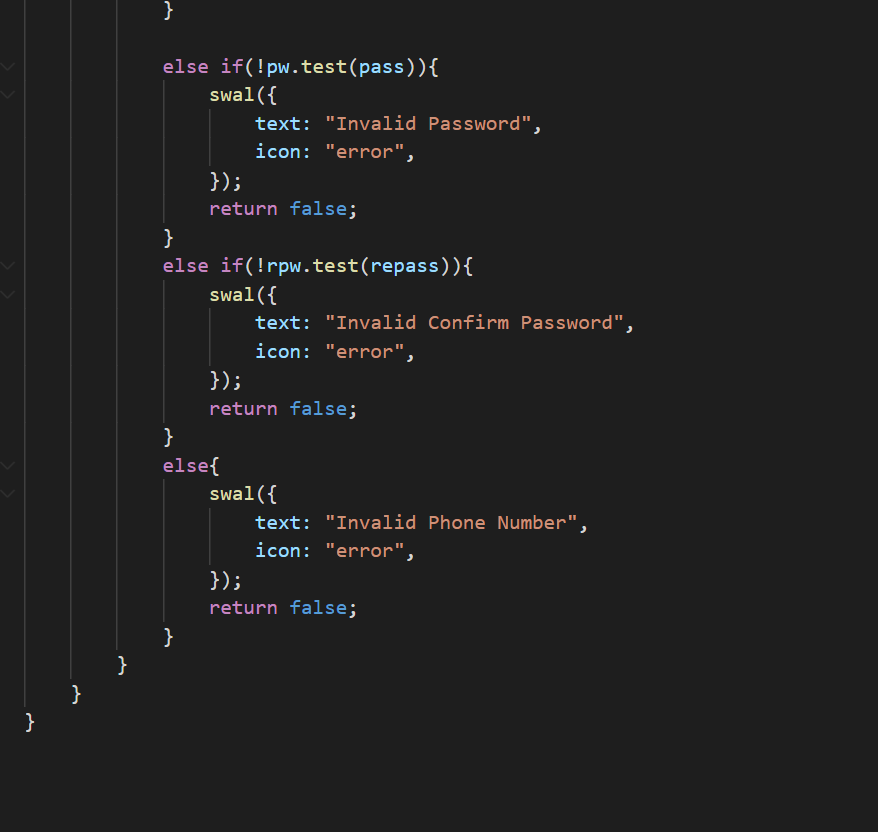 }
else if(!pw.test(pass)){
swal({
text: "Invalid Password",
icon: "error",
});
return false;
}
else if(!rpw.test(repass)){
swal({
text: "Invalid Confirm Password",
icon: "error",
});
return false;
}
else{
swal({
text: "Invalid Phone Number",
icon: "error",
});
return false;
}
}
}
}